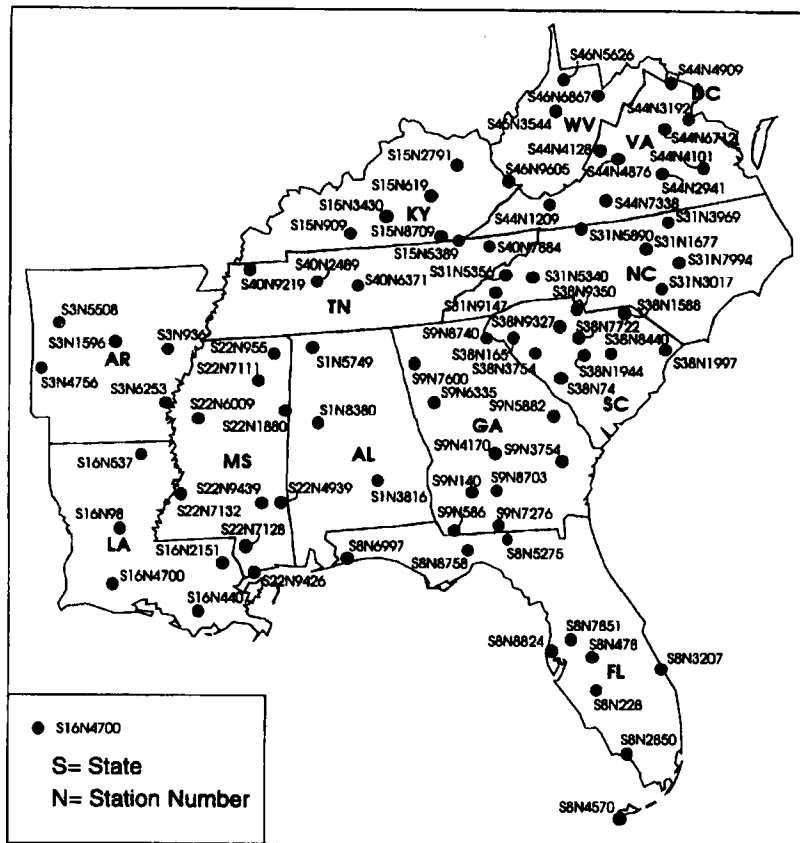 S46N5626
S44N4909
DC
S46N6867
S44N3192
S46N3544
WV
VA
S44N6712
S44N4128
S44N4101
S15N2791
S46N9605
S44N4876
S44N2941
S15N619
S15N3430
KY
S44N7338
S44N1209
S15N909
S15N8709
S31N3969
S31N5890
S31N1677
S15N5389
S40N7884
S40N2489
S31N7994
S40N9219
S40N6371
S31N5356
S31N5340
NC
S31N3017
TN
S31N9147
S38N9350
S38N1588
S3N5508
S38N9327
S38N7722
S3N1596
S3N936
S9N8740
S38N8440
AR
S22N955
S1N5749
S38N165
S38N1997
S3N4756
S22N7111
S38N3754
S38N1944
S9N7600
S38N74
S3N6253
S9N6335
SC
S22N6009
S9N5882
S22N1880
S1N8380
GA
S9N4170
S9N3754
S16N537
MS
AL
S9N140
S9N8703
S22N9439
S22N4939
S1N3816
S22N7132
S16N98
S9N586
S9N7276
S22N7128
LA
S16N2151
S8N6997
S8N8758
S8N5275
S16N4700
S22N9426
S16N4407
S8N7851
S8N8824
S8N478
S8N3207
FL
S8N228
S8N2850
S8N4570
S16N4700
S= State
N= Station Number